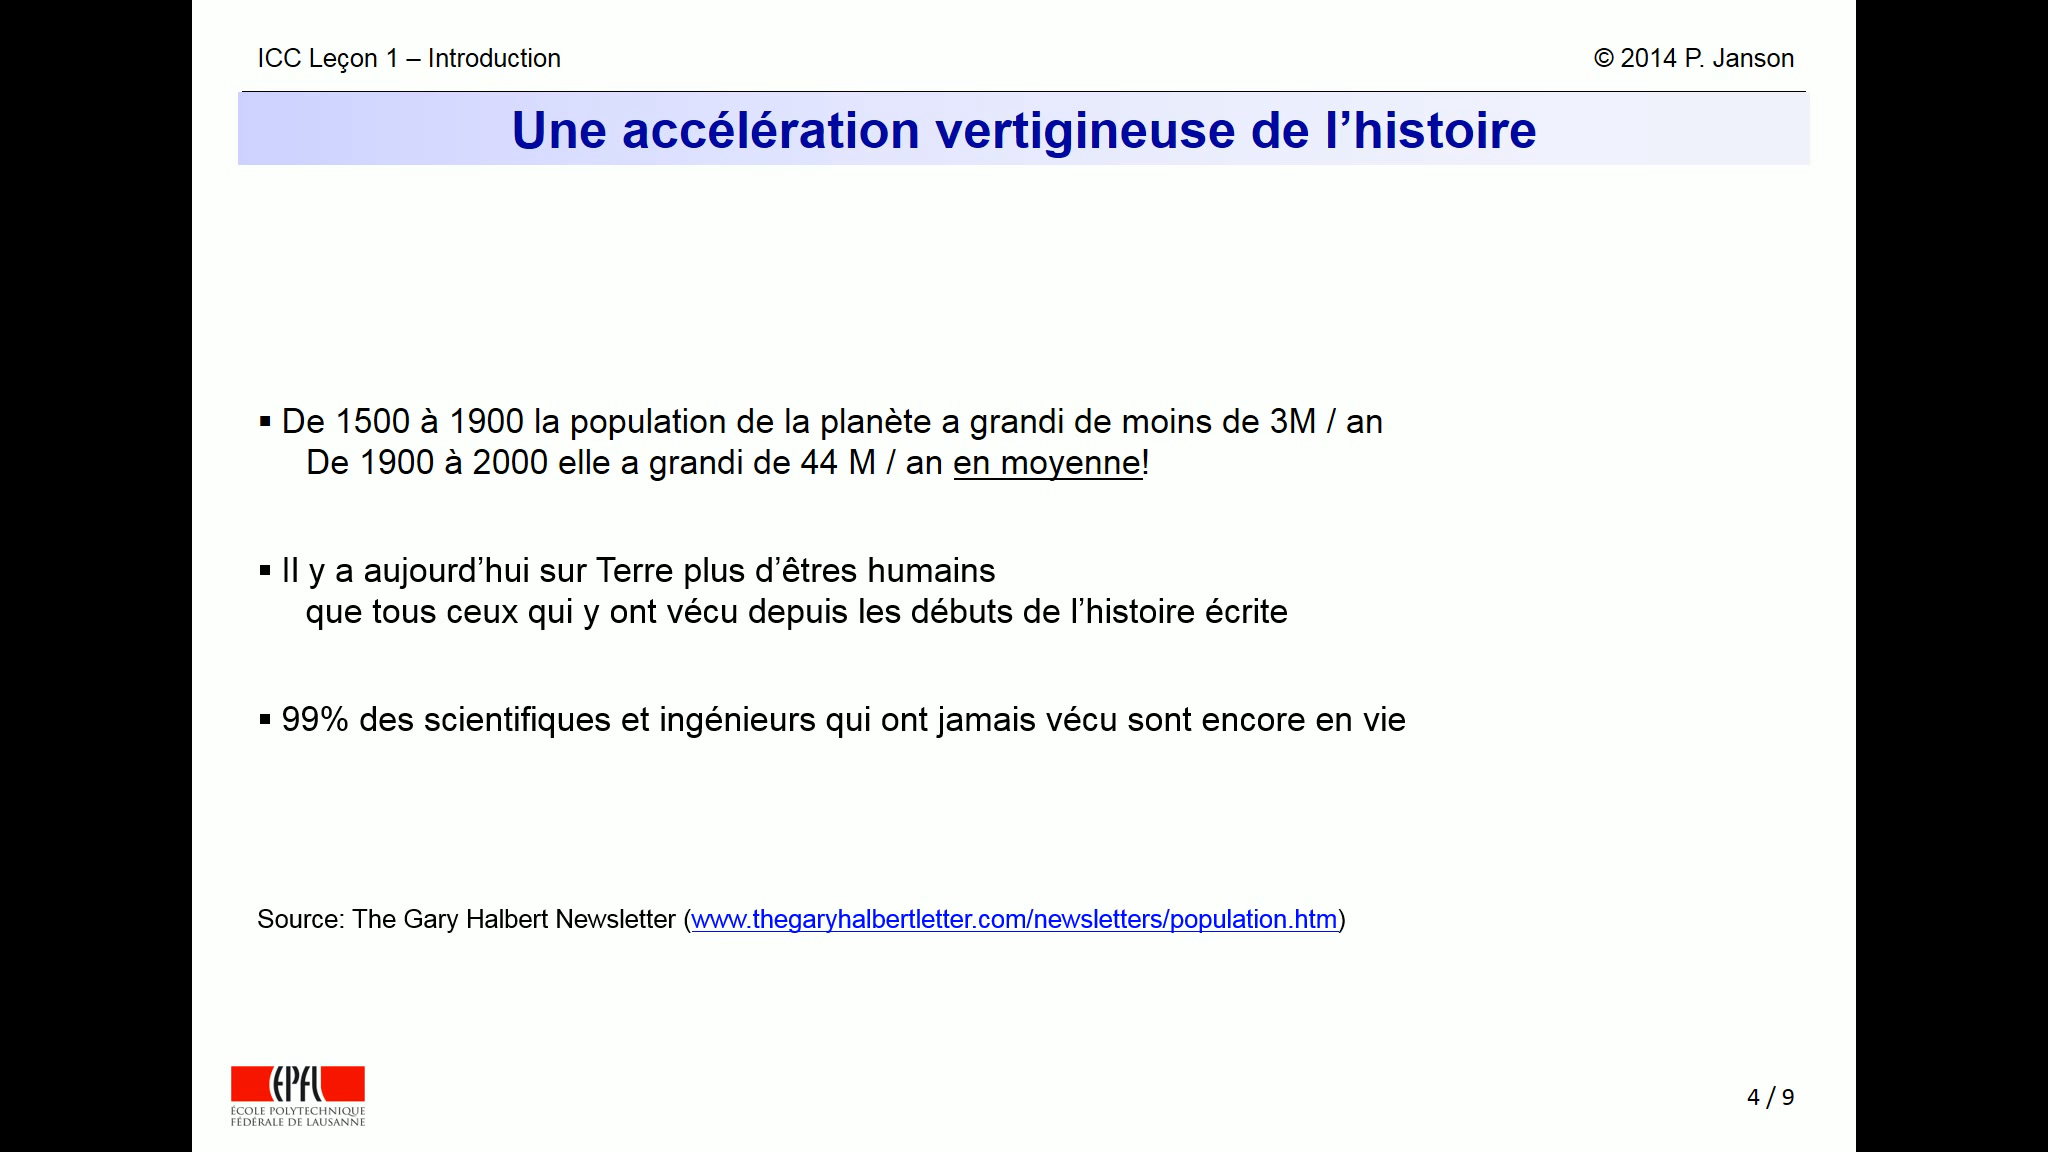 ICC Leçon 1 – Introduction
© 2014 P. Janson
Une accélération vertigineuse de l’histoire
▪ De 1500 à 1900 la population de la planète a grandi de moins de 3M / an
De 1900 à 2000 elle a grandi de 44 M / an en moyenne!
▪ Il y a aujourd’hui sur Terre plus d’êtres humains
que tous ceux qui y ont vécu depuis les débuts de l’histoire écrite
▪ 99% des scientifiques et ingénieurs qui ont jamais vécu sont encore en vie
Source: The Gary Halbert Newsletter (www.thegaryhalbertletter.com/newsletters/population.htm)
EPFL
ÉCOLE POLYTECHNIQUE
FÉDÉRALE DE LAUSANNE
4 / 9